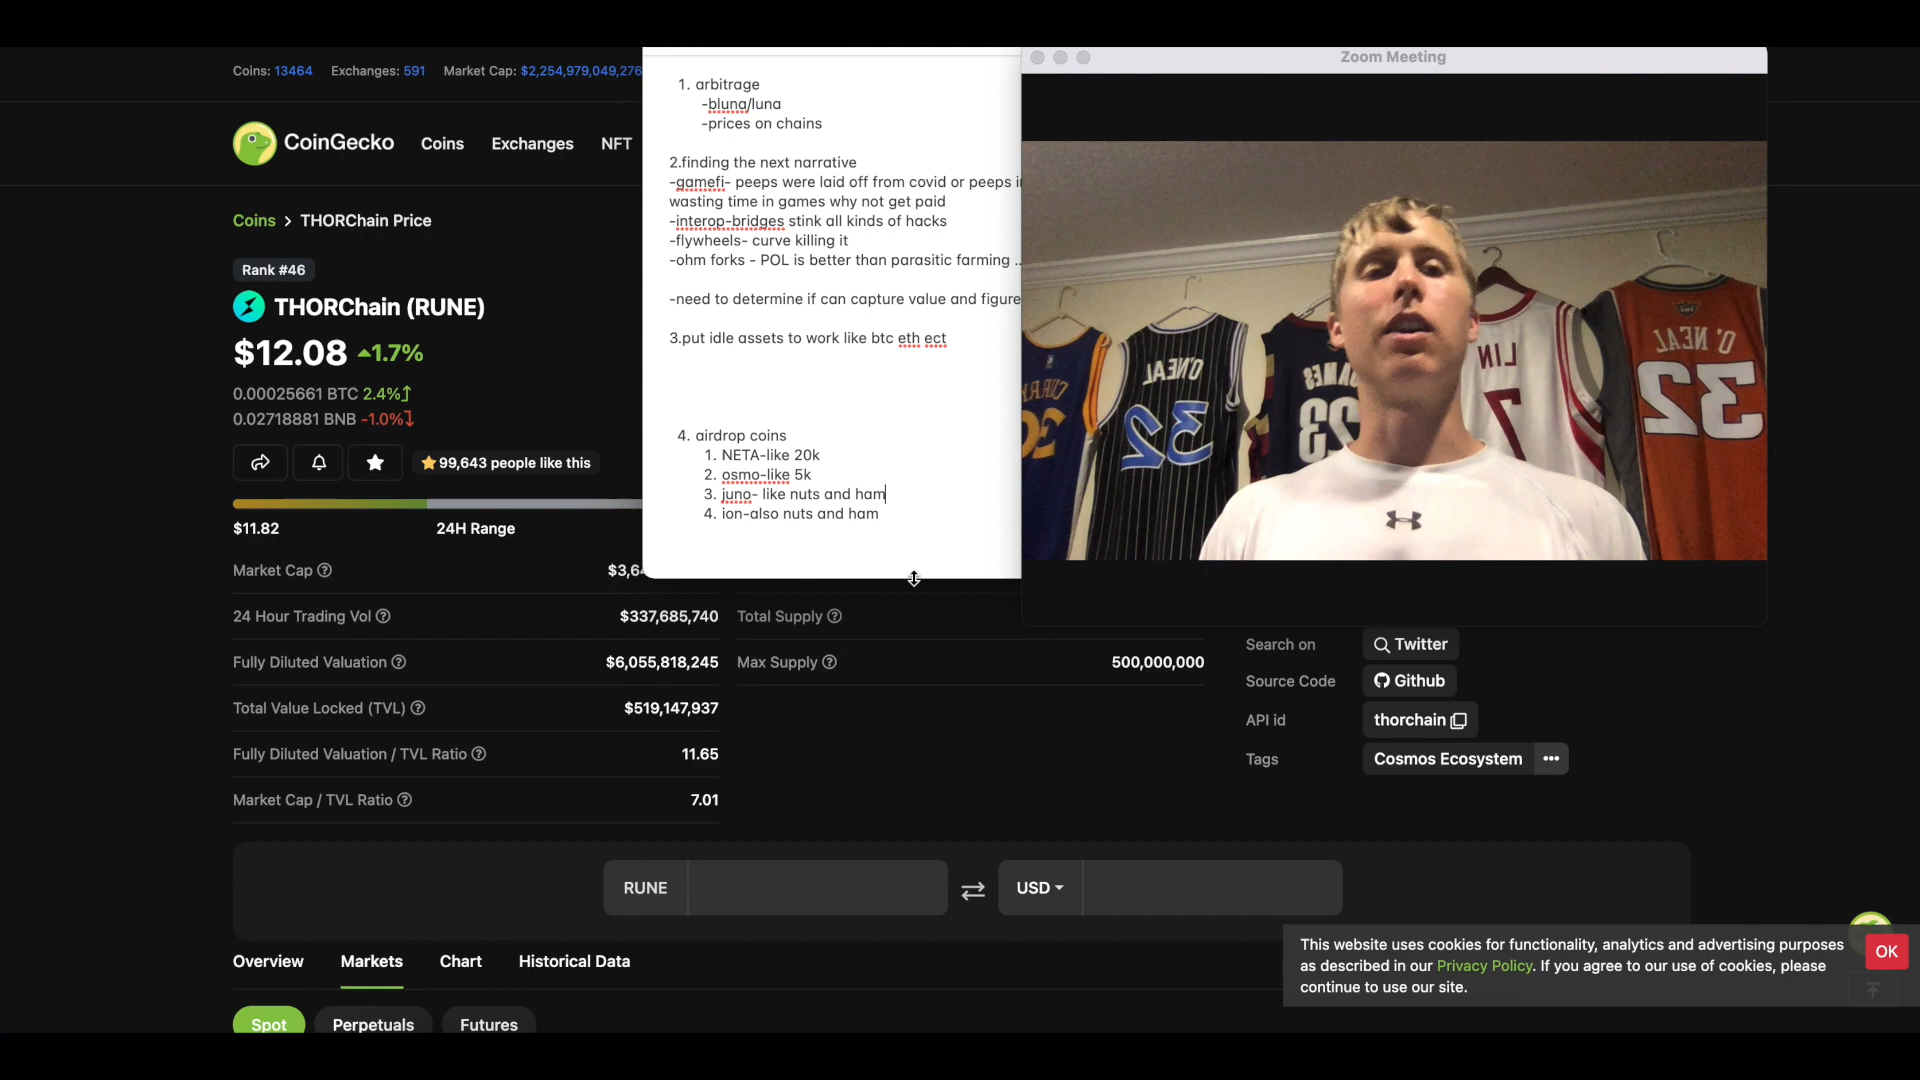 Coins: 13464 Exchanges: 591 Market Cap: $2,254,979,049,276
CoinGecko Coins Exchanges NFT
Coins > THORChain Price
Rank #46
THORChain (RUNE)
$12.08 1.7%
0.00025661 BTC 2.4%
0.02718881 BNB -1.0%
99,643 people like this
$11.82 24H Range
Market Cap $3,6
24 Hour Trading Vol $337,685,740
Fully Diluted Valuation $6,055,818,245
Total Value Locked (TVL) $519,147,937
Fully Diluted Valuation / TVL Ratio 11.65
Market Cap / TVL Ratio 7.01
Total Supply
Max Supply 500,000,000
1. arbitrage
-bluna/luna
-prices on chains
2.finding the next narrative
-gamefi- peeps were laid off from covid or peeps
wasting time in games why not get paid
-interop-bridges stink all kinds of hacks
-flywheels- curve killing it
-ohm forks - POL is better than parasitic farming ..
-need to determine if can capture value and figure
3.put idle assets to work like btc eth ect
4. airdrop coins
1. NETA-like 20k
2. osmo-like 5k
3. juno- like nuts and ham
4. ion-also nuts and ham
Zoom Meeting
O'NEAL
32
23
LIN
7
O'NEAL
32
Search on Twitter
Source Code Github
API id thorchain
Tags Cosmos Ecosystem •••
RUNE USD
Overview Markets Chart Historical Data
Spot Perpetuals Futures
This website uses cookies for functionality, analytics and advertising purposes
as described in our Privacy Policy. If you agree to our use of cookies, please
continue to use our site.
OK